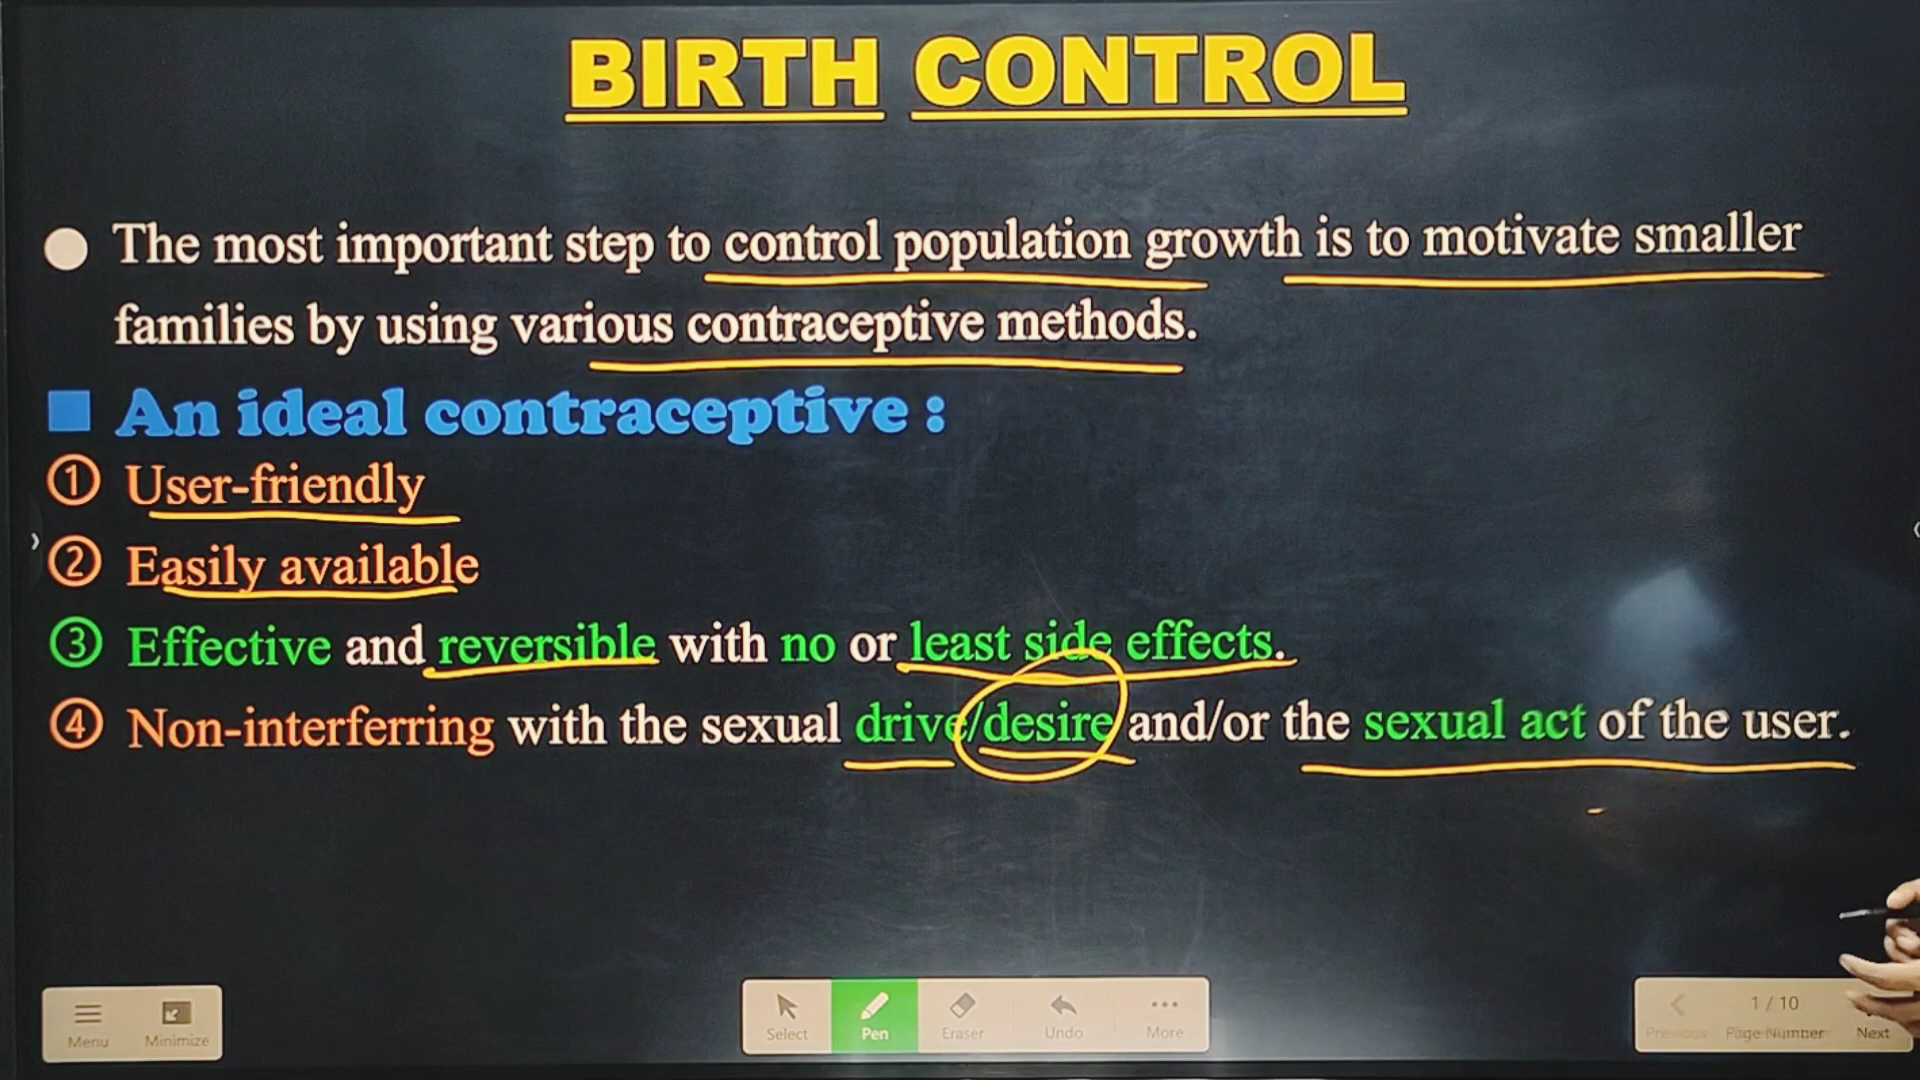 BIRTH CONTROL
The most important step to control population growth is to motivate smaller
families by using various contraceptive methods.
An ideal contraceptive :
① User-friendly
② Easily available
③ Effective and reversible with no or least side effects.
④ Non-interferring with the sexual drive/desire and/or the sexual act of the user.
Menu Minimize Select Pen Eraser Undo More Previous 1 / 10 Page Number Next